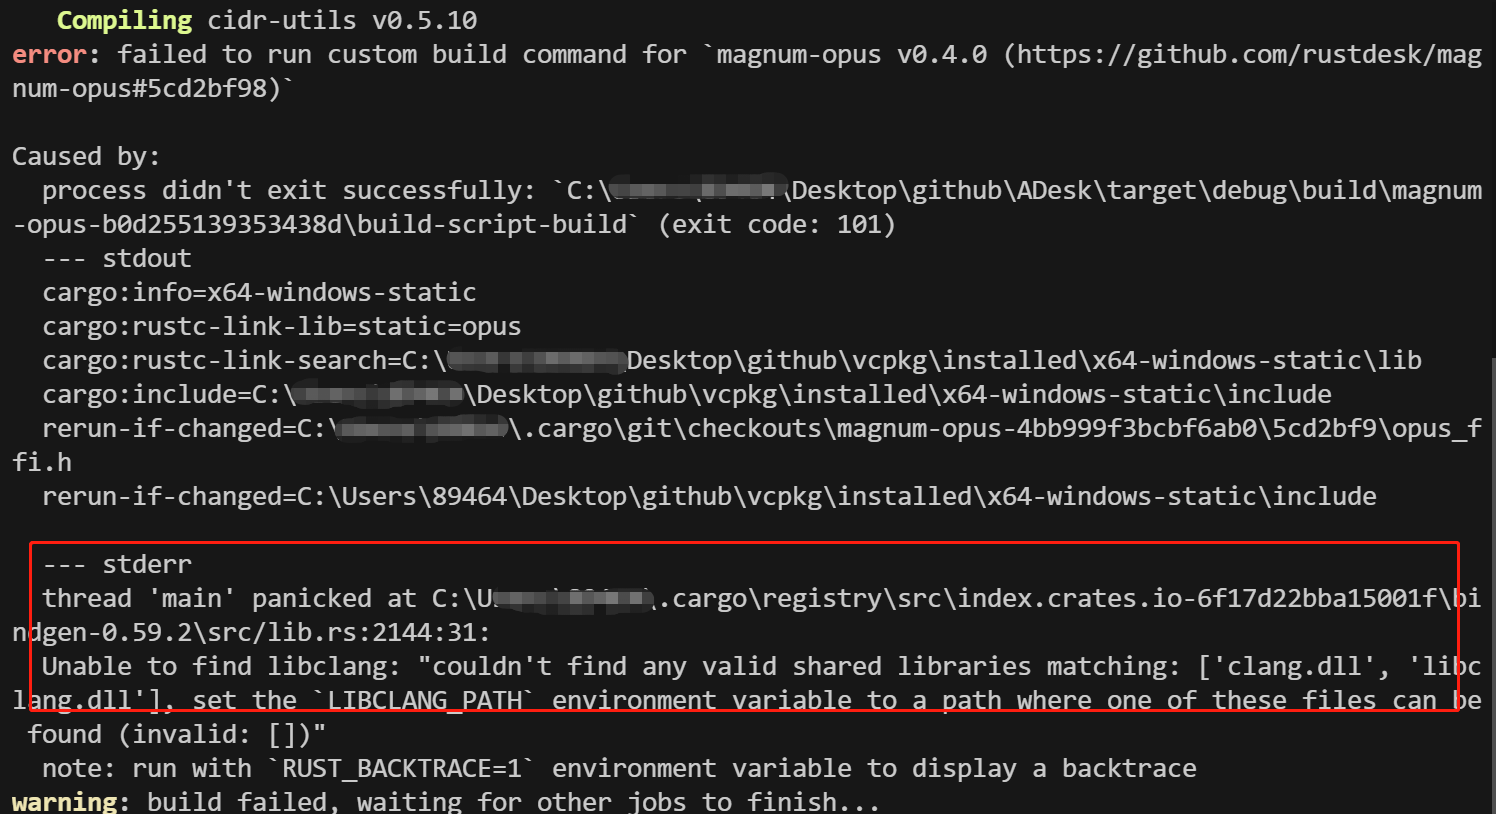 Compiling cidr-utils v0.5.10
error: failed to run custom build command for `magnum-opus v0.4.0 (https://github.com/rustdesk/mag
num-opus#5cd2bf98)`
Caused by:
process didn't exit successfully: `C:\ \Desktop\github\ADesk\target\debug\build\magnum
-opus-b0d255139353438d\build-script-build` (exit code: 101)
--- stdout
cargo:info=x64-windows-static
cargo:rustc-link-lib=static=opus
cargo:rustc-link-search=C:\ Desktop\github\vcpkg\installed\x64-windows-static\lib
cargo:include=C:\ \Desktop\github\vcpkg\installed\x64-windows-static\include
rerun-if-changed=C:\ \.cargo\git\checkouts\magnum-opus-4bb999f3bcbf6ab0\5cd2bf9\opus_f
fi.h
rerun-if-changed=C:\Users\89464\Desktop\github\vcpkg\installed\x64-windows-static\include
--- stderr
thread 'main' panicked at C:\U \.cargo\registry\src\index.crates.io-6f17d22bba15001f\bi
ndgen-0.59.2\src/lib.rs:2144:31:
Unable to find libclang: "couldn't find any valid shared libraries matching: ['clang.dll', 'libc
lang.dll'], set the `LIBCLANG_PATH` environment variable to a path where one of these files can be
found (invalid: [])"
note: run with `RUST_BACKTRACE=1` environment variable to display a backtrace
warning: build failed, waiting for other jobs to finish...